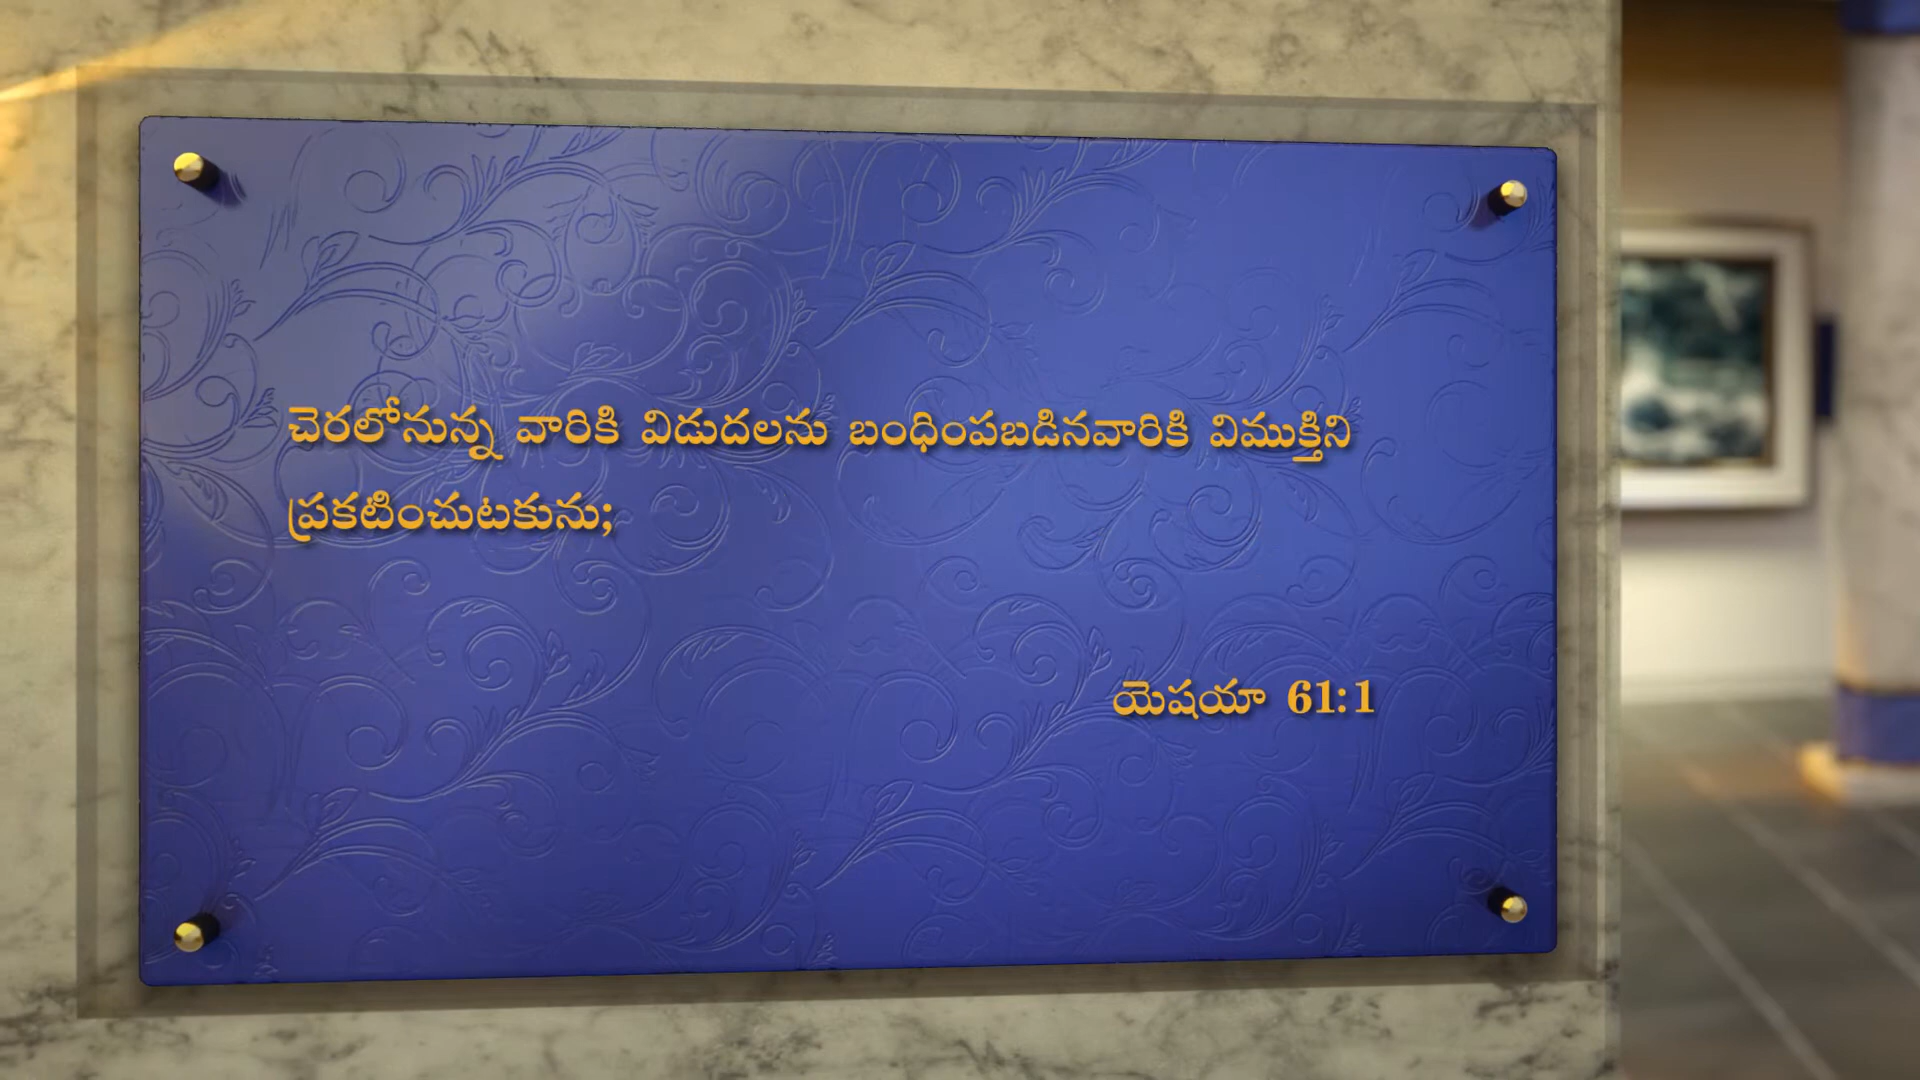 చెరలోనున్న వారికి విడుదలను బంధింపబడినవారికి విముక్తిని
ప్రకటించుటకును;
యెషయా 61:1